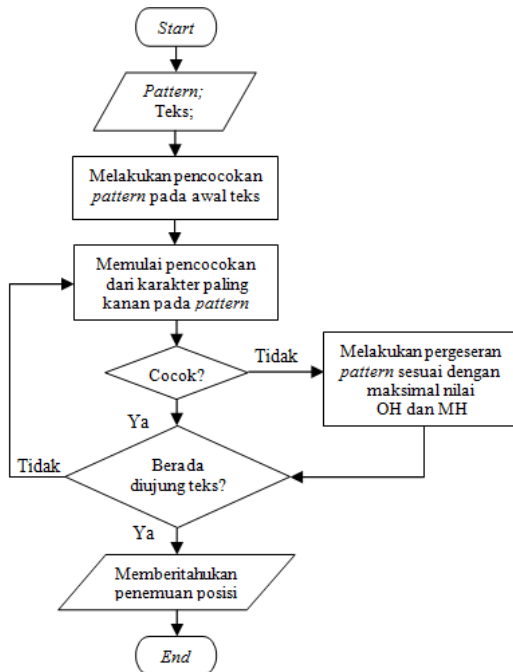 Start
Pattern;
Teks;
Melakukan pencocokan
pattern pada awal teks
Memulai pencocokan
dari karakter paling
kanan pada pattern
Cocok?
Tidak
Melakukan pergeseran
pattern sesuai dengan
maksimal nilai
OH dan MH
Ya
Berada
diujung teks?
Tidak
Ya
Memberitahukan
penemuan posisi
End